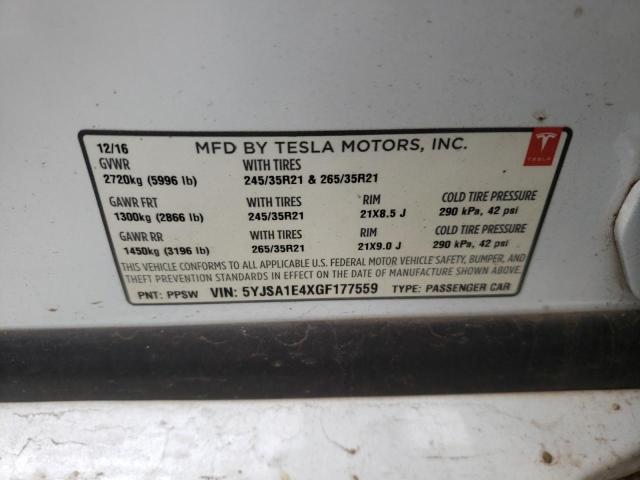 12/16 MFD BY TESLA MOTORS, INC.
TESLA
GVWR WITH TIRES
2720kg (5996 lb) 245/35R21 & 265/35R21
GAWR FRT WITH TIRES RIM COLD TIRE PRESSURE
1300kg (2866 lb) 245/35R21 21X8.5 J 290 kPa, 42 psi
GAWR RR WITH TIRES RIM COLD TIRE PRESSURE
1450kg (3196 lb) 265/35R21 21X9.0 J 290 kPa, 42 psi
THIS VEHICLE CONFORMS TO ALL APPLICABLE U.S. FEDERAL MOTOR VEHICLE SAFETY, BUMPER, AND
THEFT PREVENTION STANDARDS IN EFFECT ON THE DATE OF MANUFACTURE SHOWN ABOVE.
PNT: PPSW VIN: 5YJSA1E4XGF177559 TYPE: PASSENGER CAR